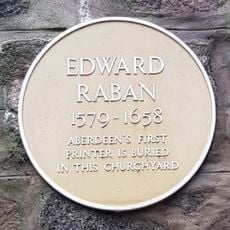 EDWARD
RABAN
1579-1658
ABERDEEN'S FIRST
PRINTER IS BURIED
IN THIS CHURCHYARD